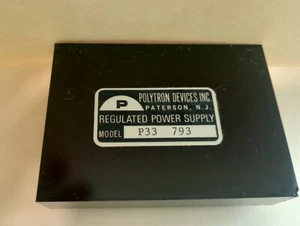 P
POLYTRON DEVICES, INC.
PATERSON, N.J.
REGULATED POWER SUPPLY
MODEL P33 793